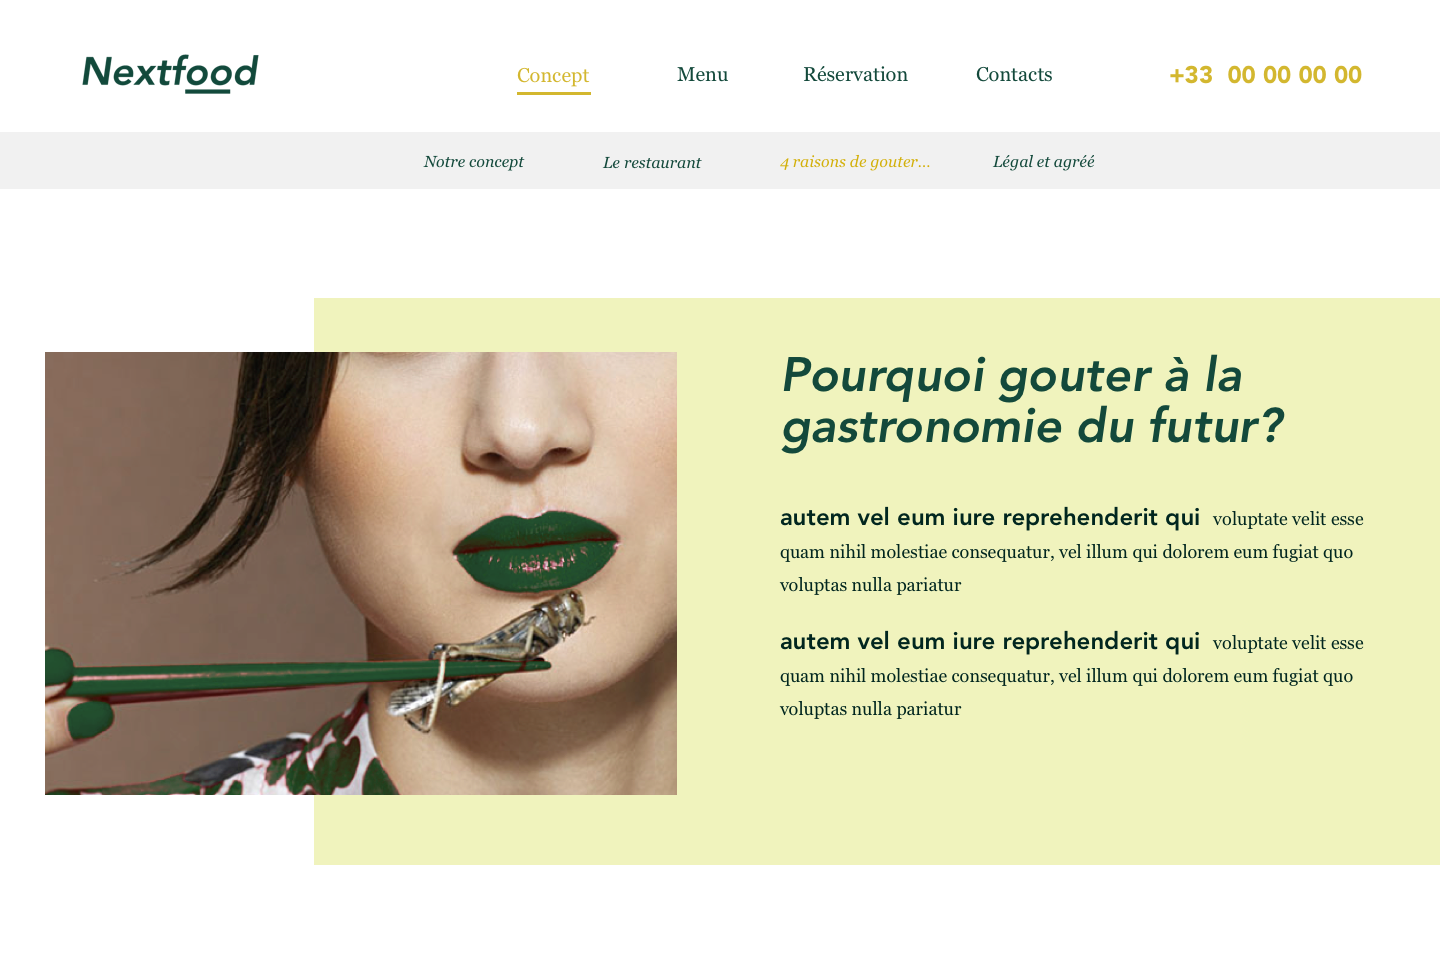 Nextfood
Concept
Menu
Réservation
Contacts
+33 00 00 00 00
Notre concept
Le restaurant
4 raisons de gouter...
Légal et agréé
Pourquoi gouter à la
gastronomie du futur?
autem vel eum iure reprehenderit qui voluptate velit esse
quam nihil molestiae consequatur, vel illum qui dolorem eum fugiat quo
voluptas nulla pariatur
autem vel eum iure reprehenderit qui voluptate velit esse
quam nihil molestiae consequatur, vel illum qui dolorem eum fugiat quo
voluptas nulla pariatur